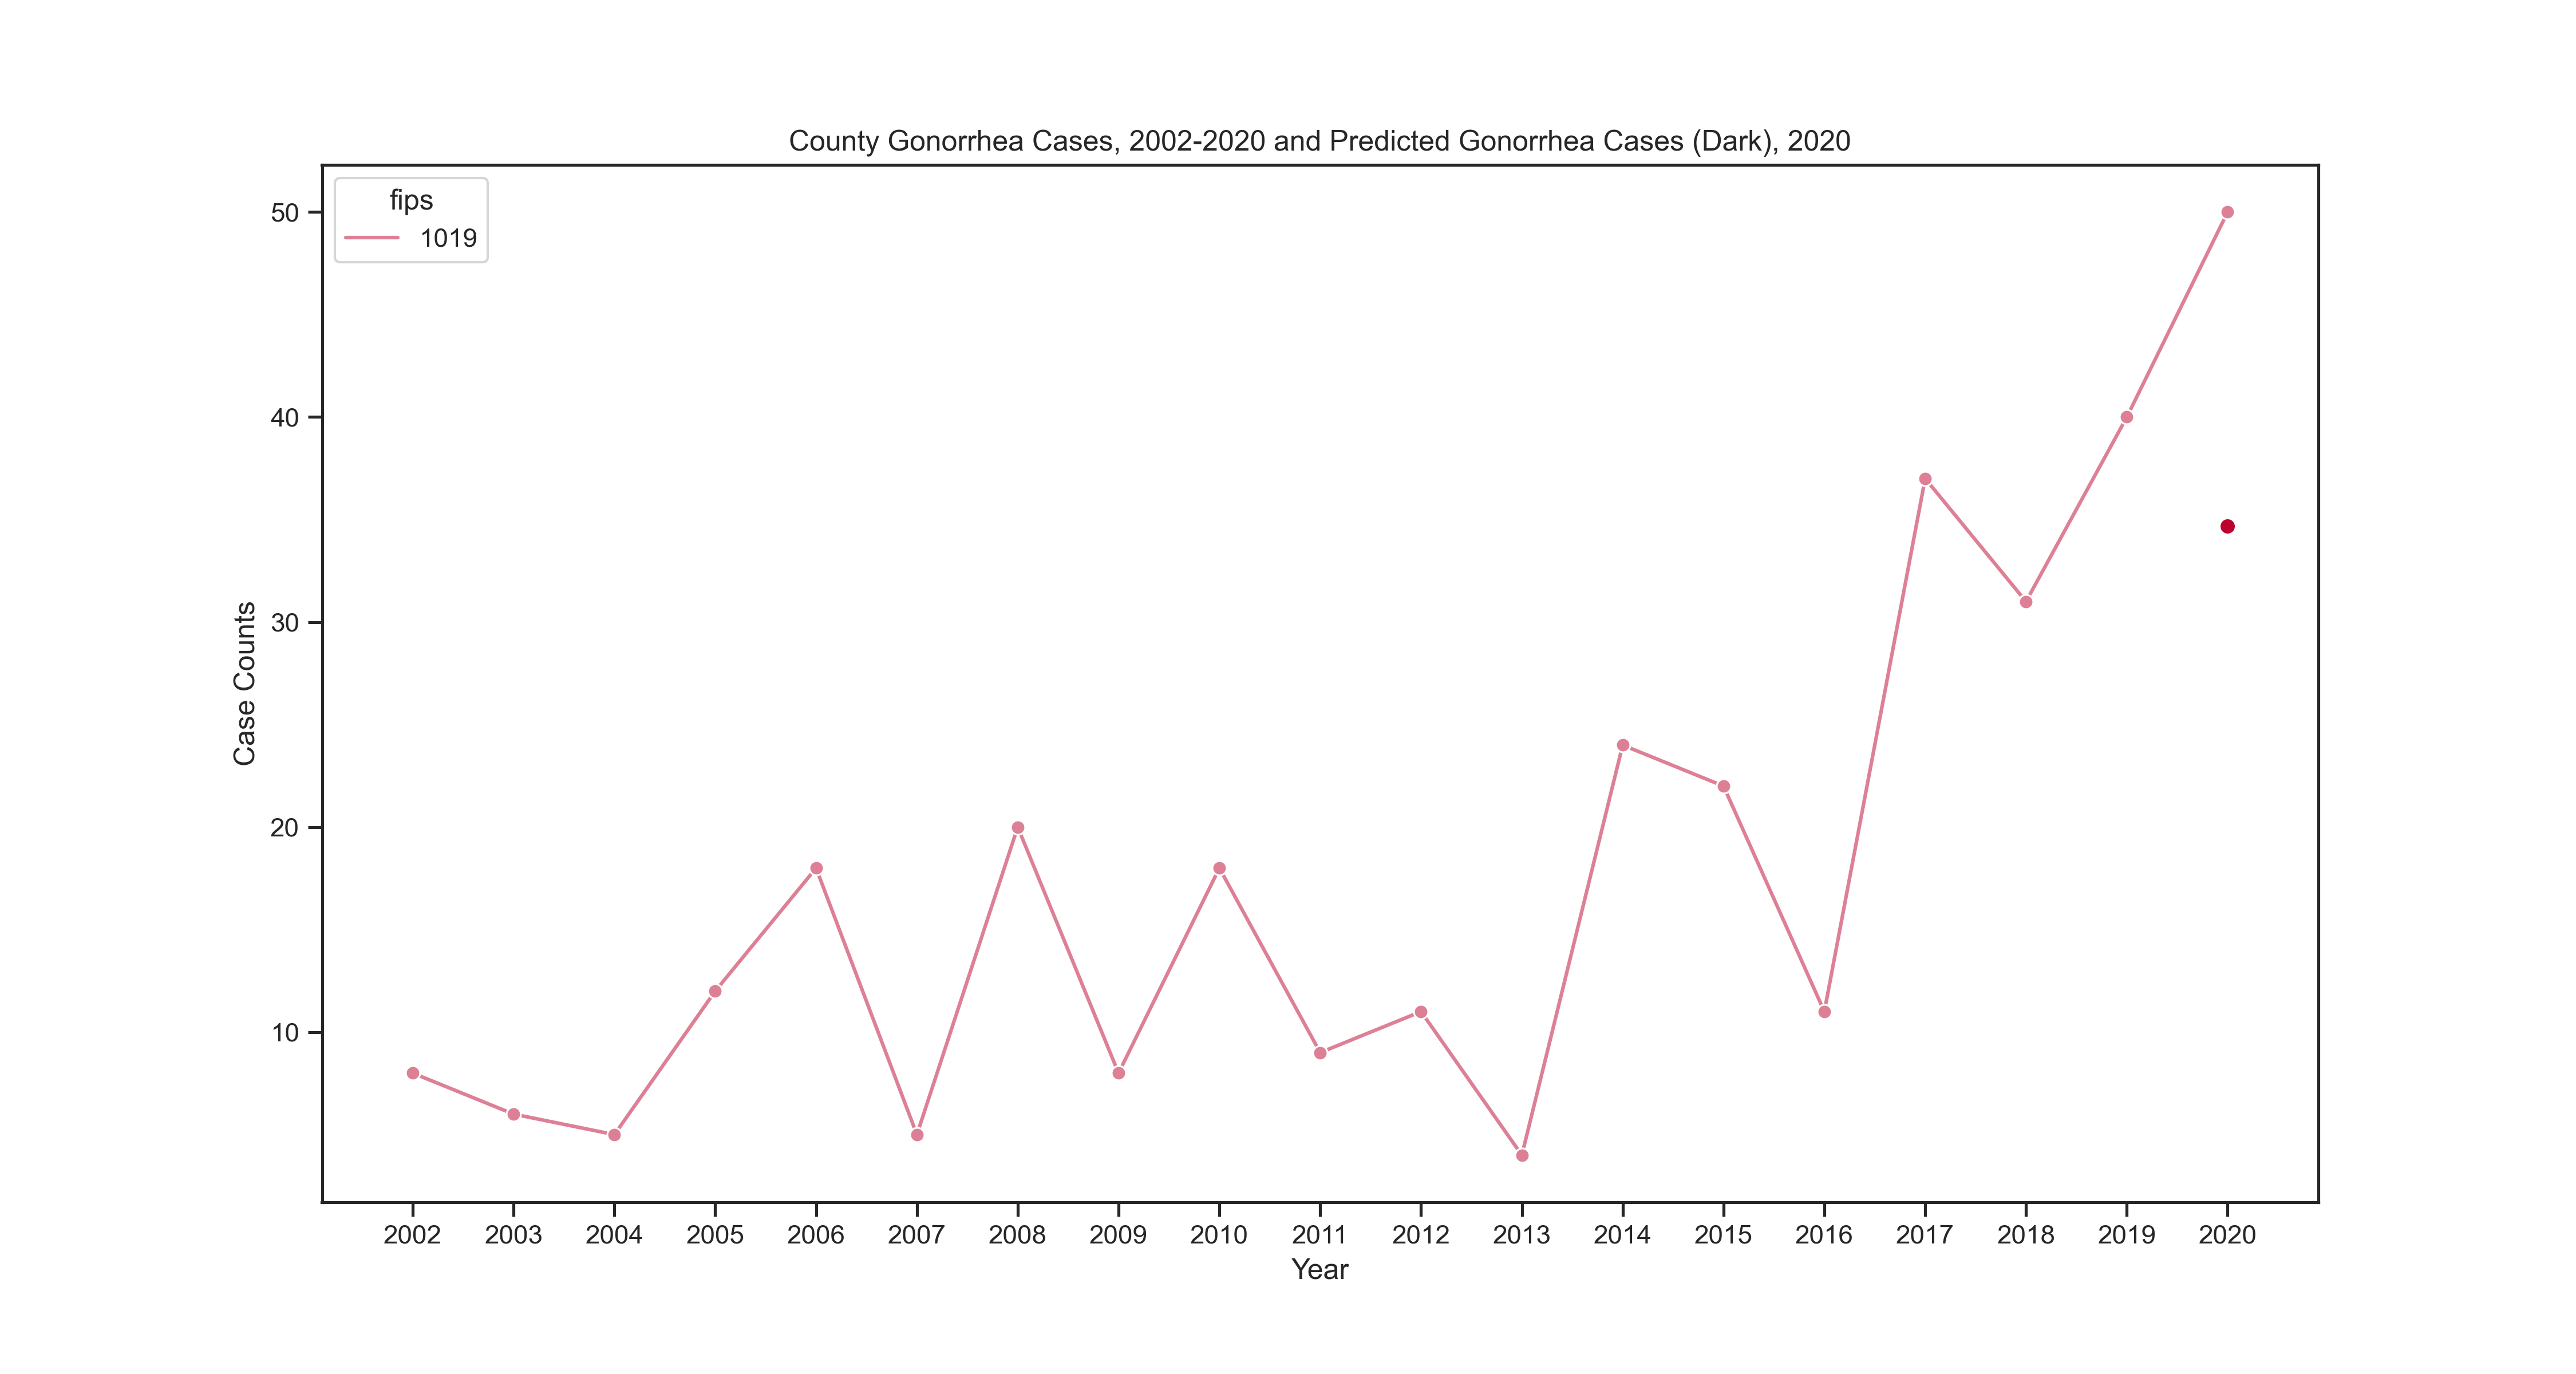 County Gonorrhea Cases, 2002-2020 and Predicted Gonorrhea Cases (Dark), 2020
fips
1019
50
40
30
20
10
Case Counts
2002 2003 2004 2005 2006 2007 2008 2009 2010 2011 2012 2013 2014 2015 2016 2017 2018 2019 2020
Year